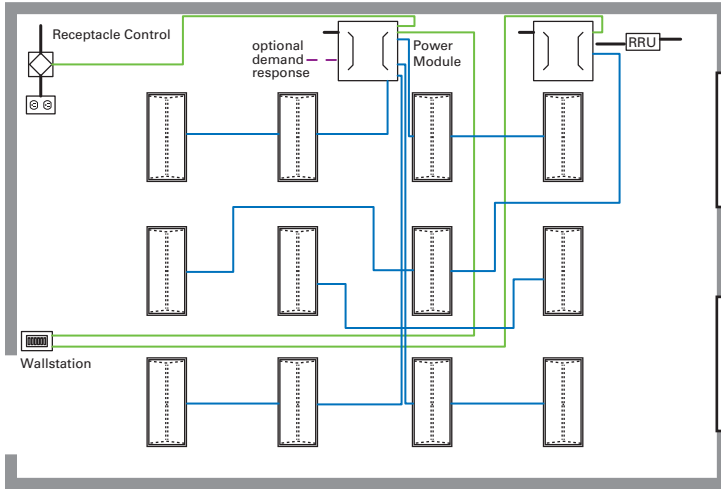 Receptacle Control
optional
demand
response
Power
Module
RRU
Wallstation